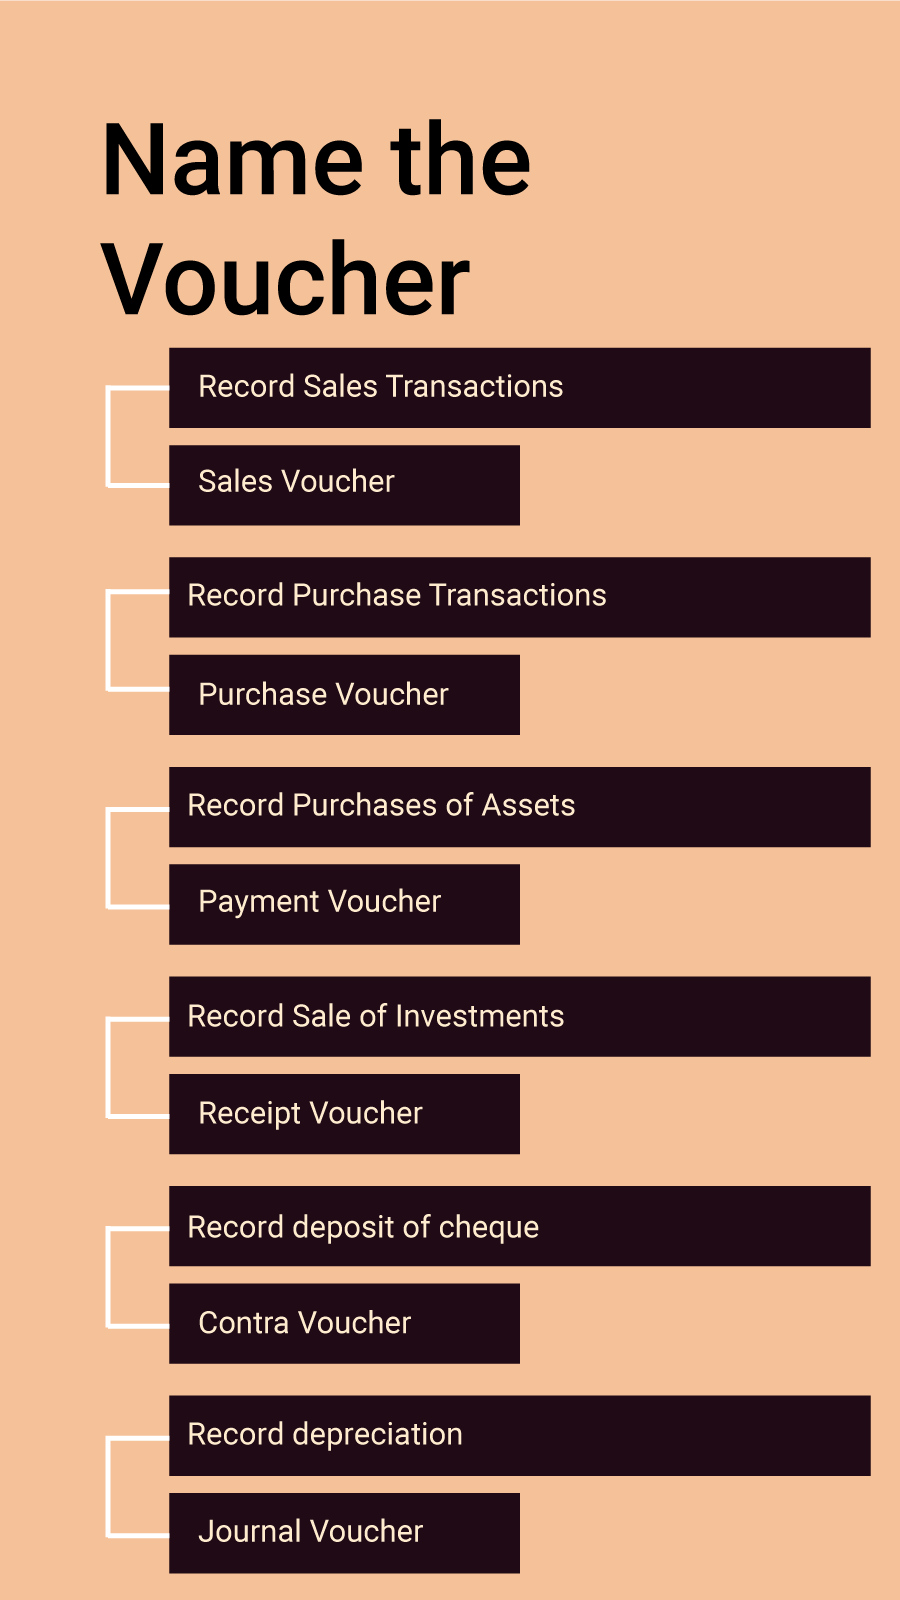 Name the
Voucher
Record Sales Transactions
Sales Voucher
Record Purchase Transactions
Purchase Voucher
Record Purchases of Assets
Payment Voucher
Record Sale of Investments
Receipt Voucher
Record deposit of cheque
Contra Voucher
Record depreciation
Journal Voucher